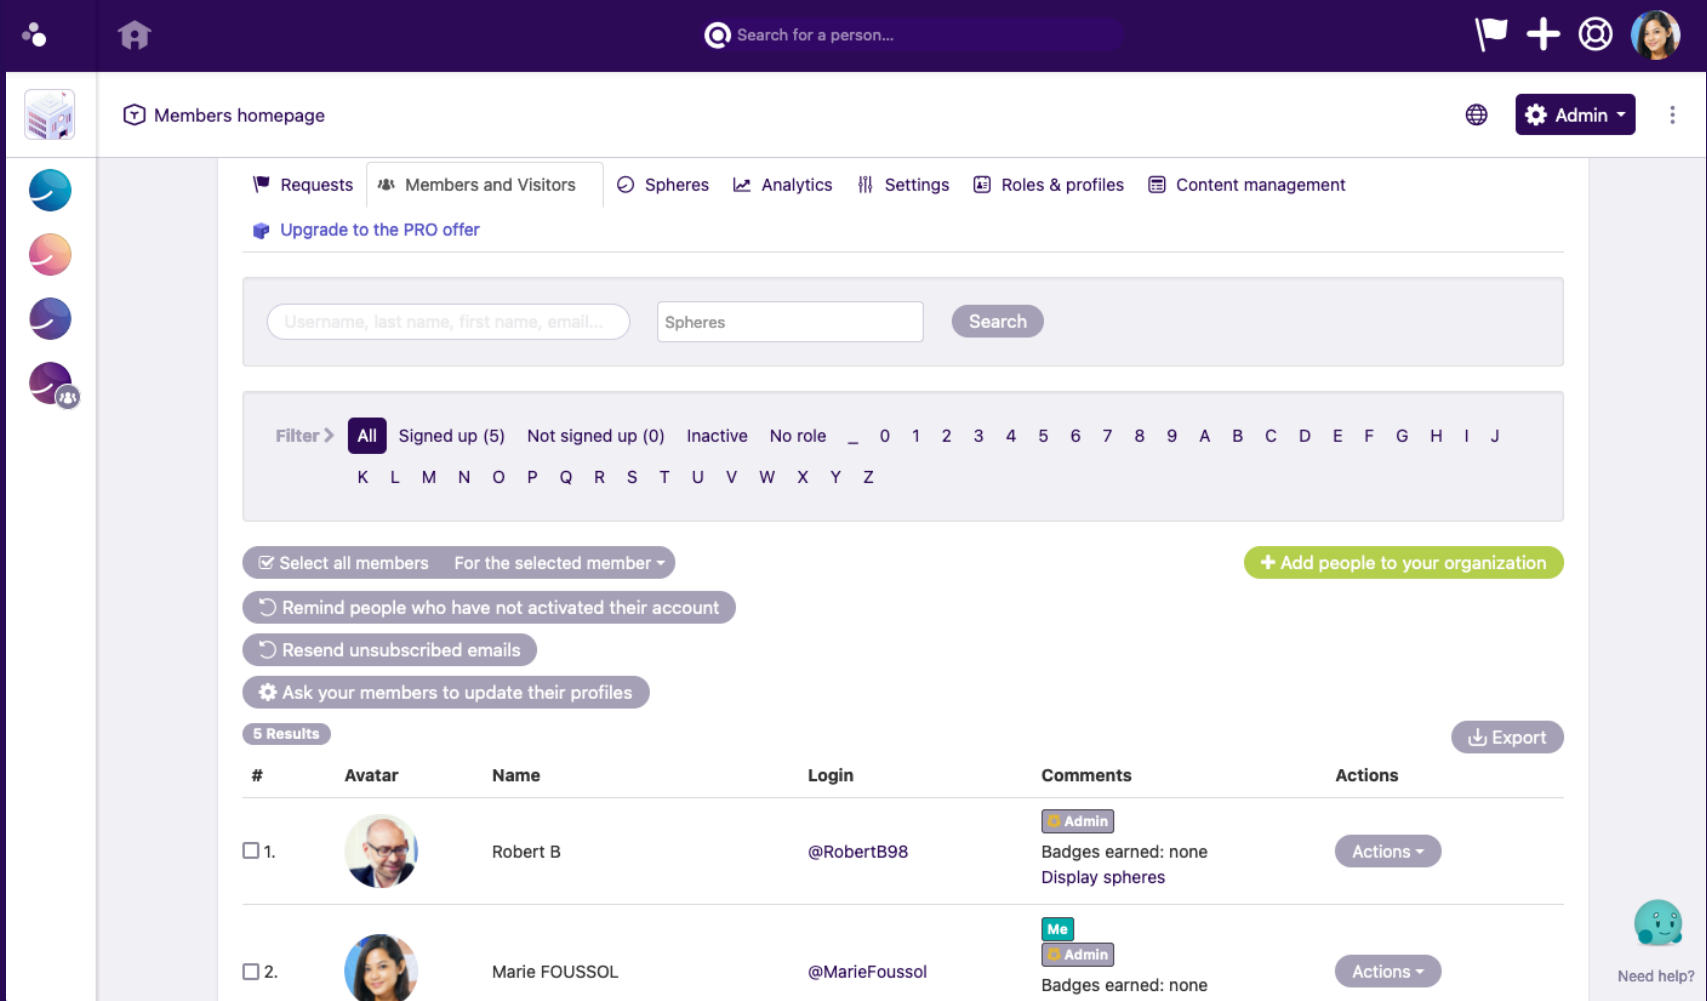 Search for a person...
Members homepage
Admin
Requests Members and Visitors Spheres Analytics Settings Roles & profiles Content management
Upgrade to the PRO offer
Username, last name, first name, email... Spheres Search
Filter All Signed up (5) Not signed up (0) Inactive No role _ 0 1 2 3 4 5 6 7 8 9 A B C D E F G H I J
K L M N O P Q R S T U V W X Y Z
Select all members For the selected member
+ Add people to your organization
Remind people who have not activated their account
Resend unsubscribed emails
Ask your members to update their profiles
5 Results
Export
# Avatar Name Login Comments Actions
Admin
1. Robert B @RobertB98 Badges earned: none Actions
Display spheres
Me
Admin
2. Marie FOUSSOL @MarieFoussol Actions
Badges earned: none
Need help?